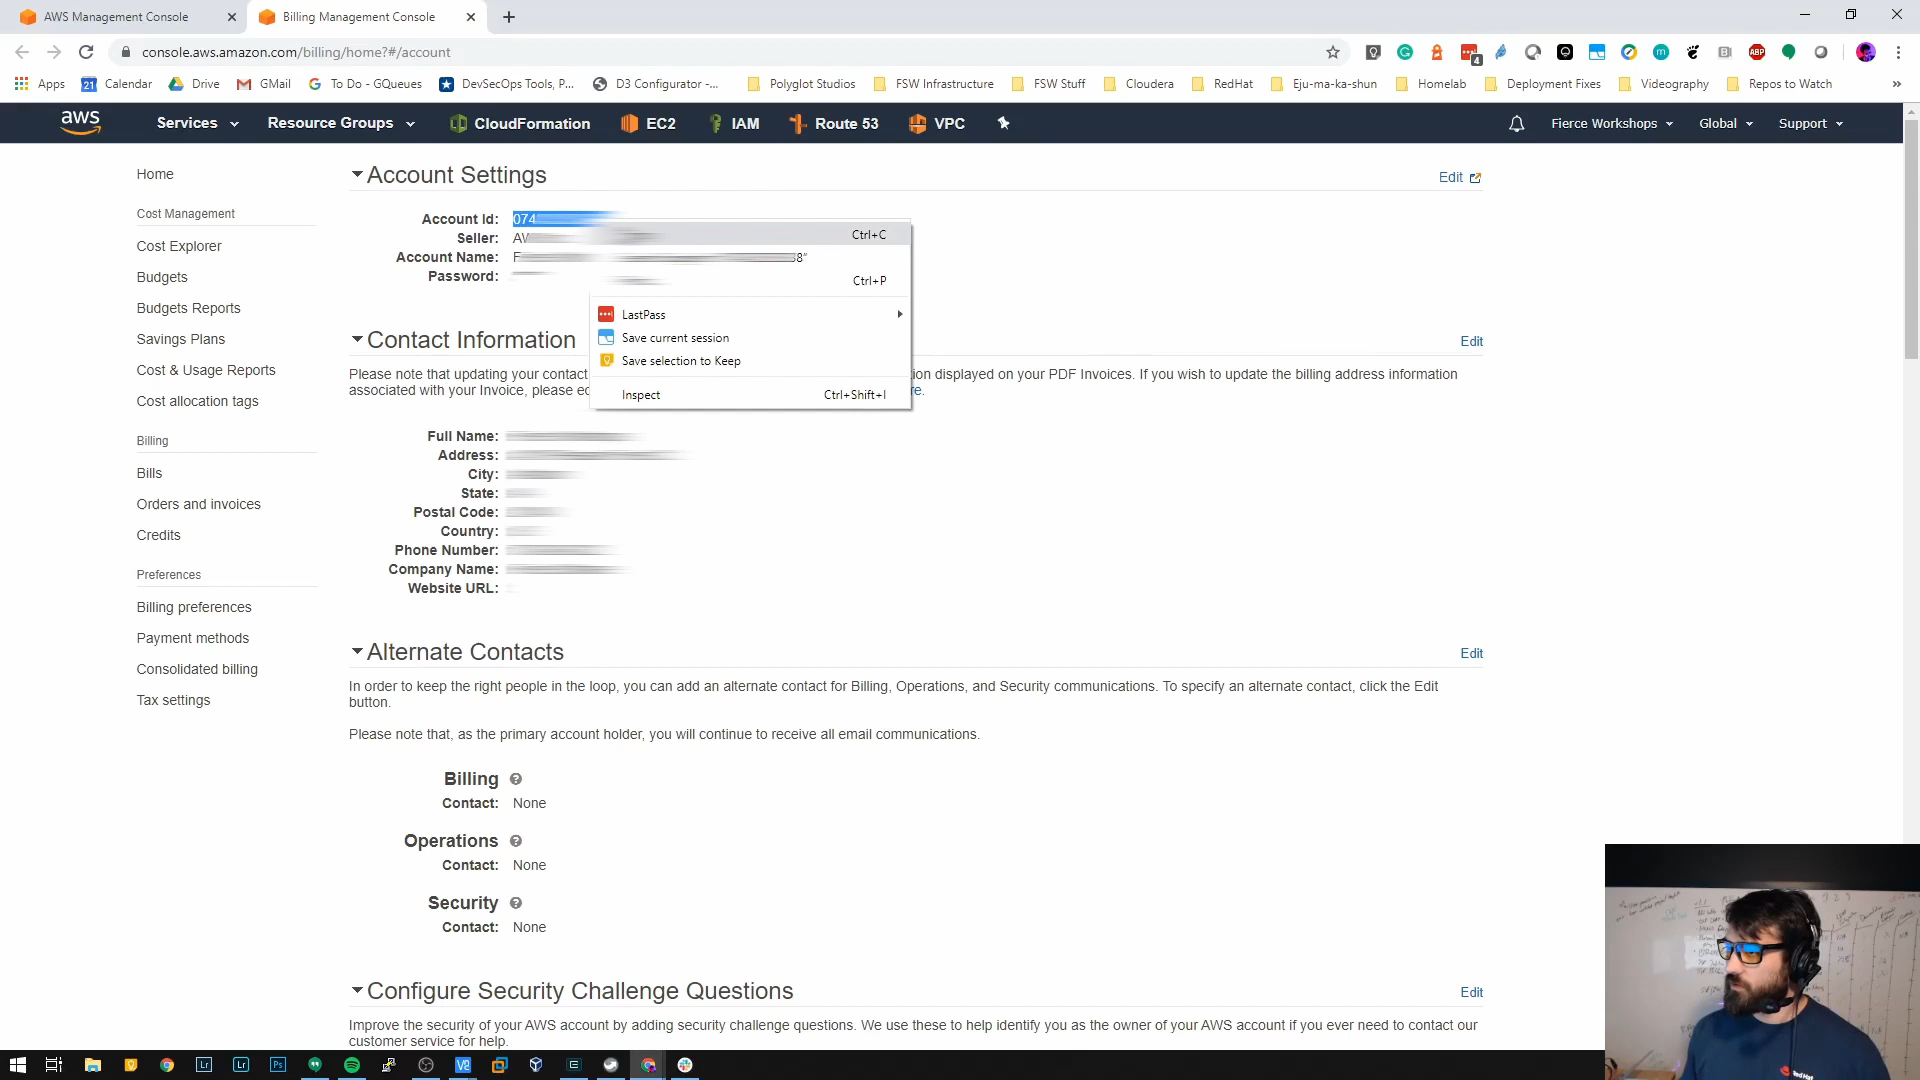 AWS Management Console
Billing Management Console
console.aws.amazon.com/billing/home?#/account
4
Apps
21
Calendar
Drive
GMail
To Do - GQueues
DevSecOps Tools, P...
D3 Configurator -...
Polyglot Studios
FSW Infrastructure
FSW Stuff
Cloudera
RedHat
Eju-ma-ka-shun
Homelab
Deployment Fixes
Videography
Repos to Watch
aws
Services
Resource Groups
CloudFormation
EC2
IAM
Route 53
VPC
Fierce Workshops
Global
Support
Home
Cost Management
Cost Explorer
Budgets
Budgets Reports
Savings Plans
Cost & Usage Reports
Cost allocation tags
Billing
Bills
Orders and invoices
Credits
Preferences
Billing preferences
Payment methods
Consolidated billing
Tax settings
Account Settings
Edit
Account Id: 074
Seller:
Account Name:
Password:
Ctrl+C
Ctrl+P
LastPass
Save current session
Save selection to Keep
Inspect Ctrl+Shift+I
Contact Information
Edit
Please note that updating your contact displayed on your PDF Invoices. If you wish to update the billing address information
associated with your Invoice, please
Full Name:
Address:
City:
State:
Postal Code:
Country:
Phone Number:
Company Name:
Website URL:
Alternate Contacts
Edit
In order to keep the right people in the loop, you can add an alternate contact for Billing, Operations, and Security communications. To specify an alternate contact, click the Edit
button.
Please note that, as the primary account holder, you will continue to receive all email communications.
Billing
Contact: None
Operations
Contact: None
Security
Contact: None
Configure Security Challenge Questions
Edit
Improve the security of your AWS account by adding security challenge questions. We use these to help identify you as the owner of your AWS account if you ever need to contact our
customer service for help.
Red Hat